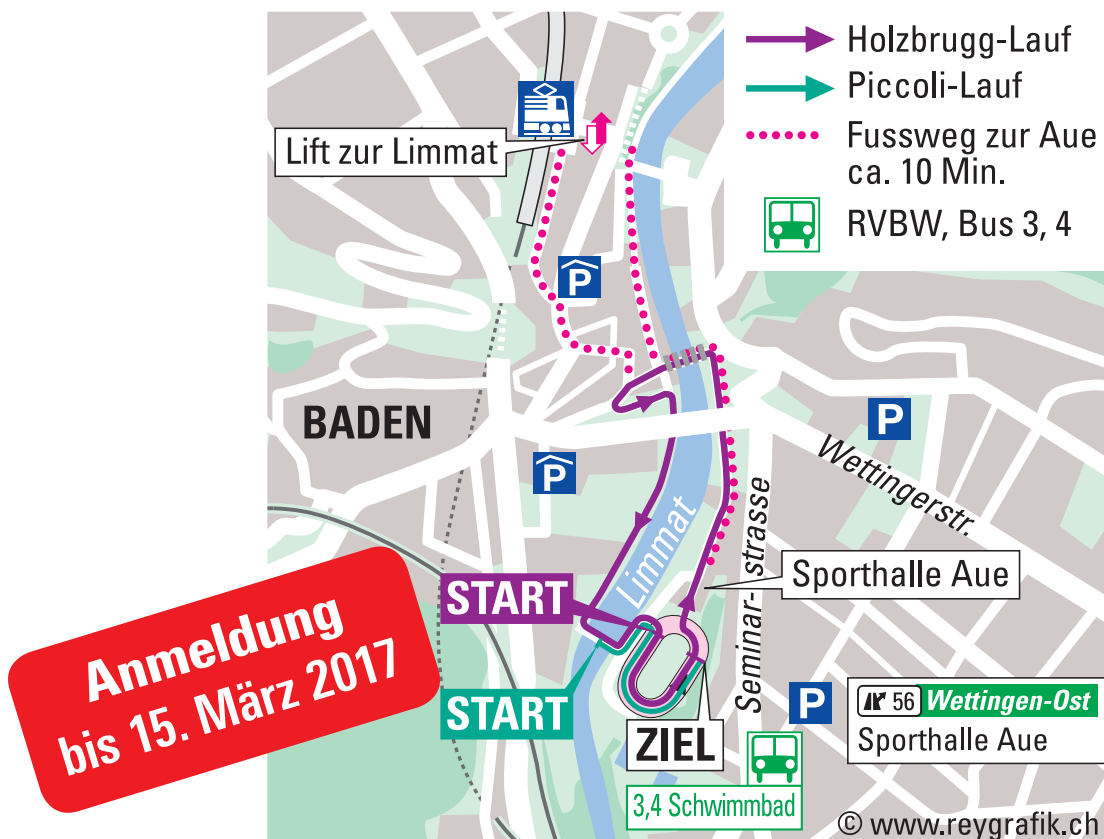 Holzbrugg-Lauf
Piccoli-Lauf
Fussweg zur Aue
ca. 10 Min.
RVBW, Bus 3, 4
Lift zur Limmat
P
BADEN
P
P
Wettingerstr.
Limmat
Seminar-strasse
Sporthalle Aue
START
START
ZIEL
Anmeldung
bis 15. März 2017
P
56 Wettingen-Ost
Sporthalle Aue
3,4 Schwimmbad
© www.reygrafik.ch